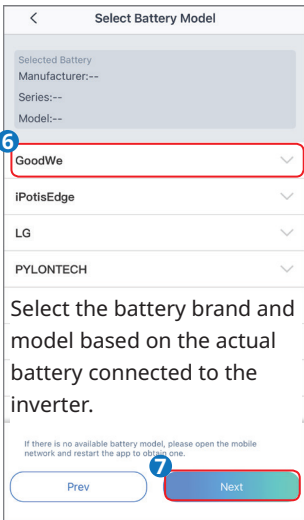 Select Battery Model
Selected Battery
Manufacturer:--
Series:--
Model:--
6
GoodWe
iPotisEdge
LG
PYLONTECH
Select the battery brand and
model based on the actual
battery connected to the
inverter.
If there is no available battery model, please open the mobile
network and restart the app to obtain one.
7
Prev
Next